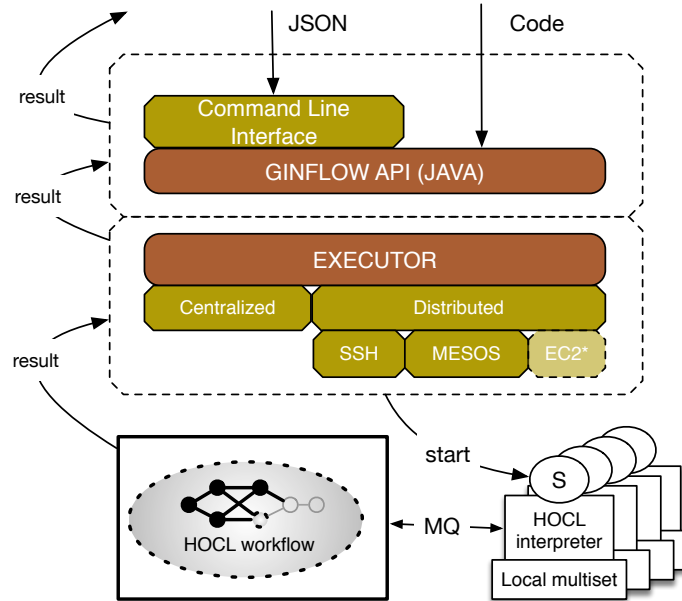 JSON
Code
result
Command Line
Interface
GINFLOW API (JAVA)
result
EXECUTOR
Centralized
Distributed
SSH
MESOS
EC2*
result
start
S
HOCL workflow
MQ
HOCL
interpreter
Local multiset